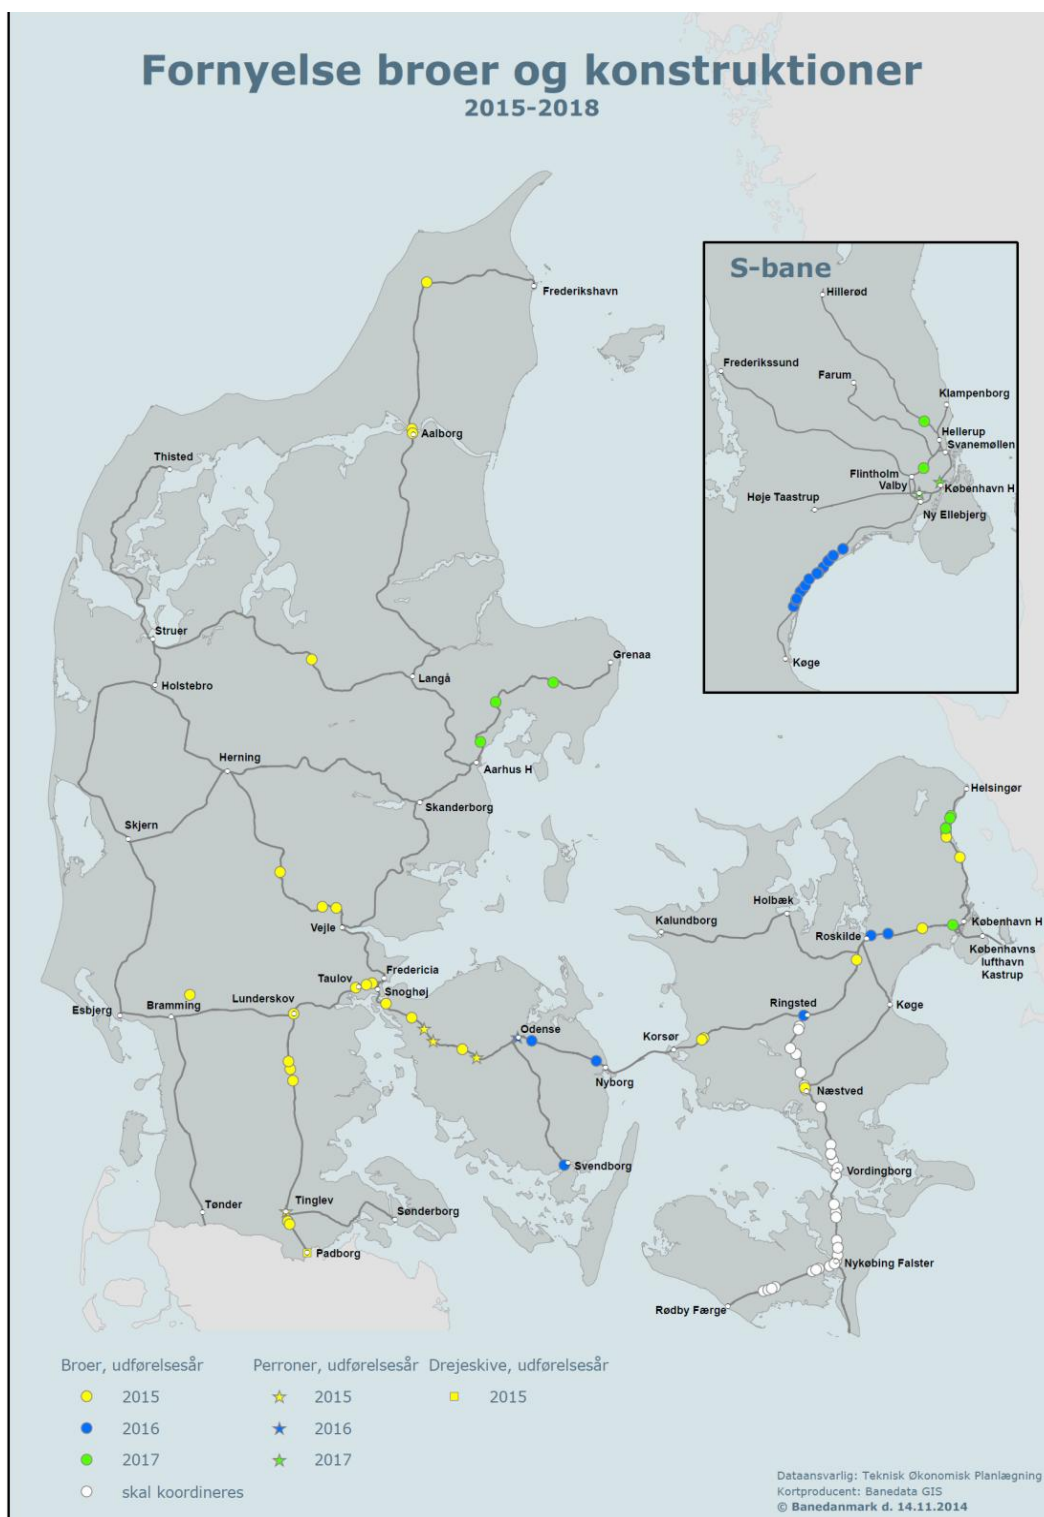 Fornyelse broer og konstruktioner
2015-2018
S-bane
Hillerød
Frederikssund
Farum
Klampenborg
Hellerup
Svanemøllen
Flintholm
Valby
København H
Høje Taastrup
Ny Ellebjerg
Køge
Frederikshavn
Aalborg
Thisted
Struer
Grenaa
Langå
Holstebro
Herning
Aarhus H
Skanderborg
Helsingør
Skjern
Holbæk
Kalundborg
København H
Vejle
Roskilde
Københavns
lufthavn
Kastrup
Fredericia
Taulov
Snoghøj
Lunderskov
Esbjerg
Bramming
Ringsted
Køge
Odense
Korsør
Nyborg
Næstved
Svendborg
Vordingborg
Tønder
Tinglev
Sønderborg
Padborg
Nykøbing Falster
Rødby Færge
Broer, udførelsesår
2015
2016
2017
skal koordineres
Perroner, udførelsesår
2015
2016
2017
Drejeskive, udførelsesår
2015
Dataansvarlig: Teknisk Økonomisk Planlægning
Kortproducent: Banedata GIS
© Banedanmark d. 14.11.2014